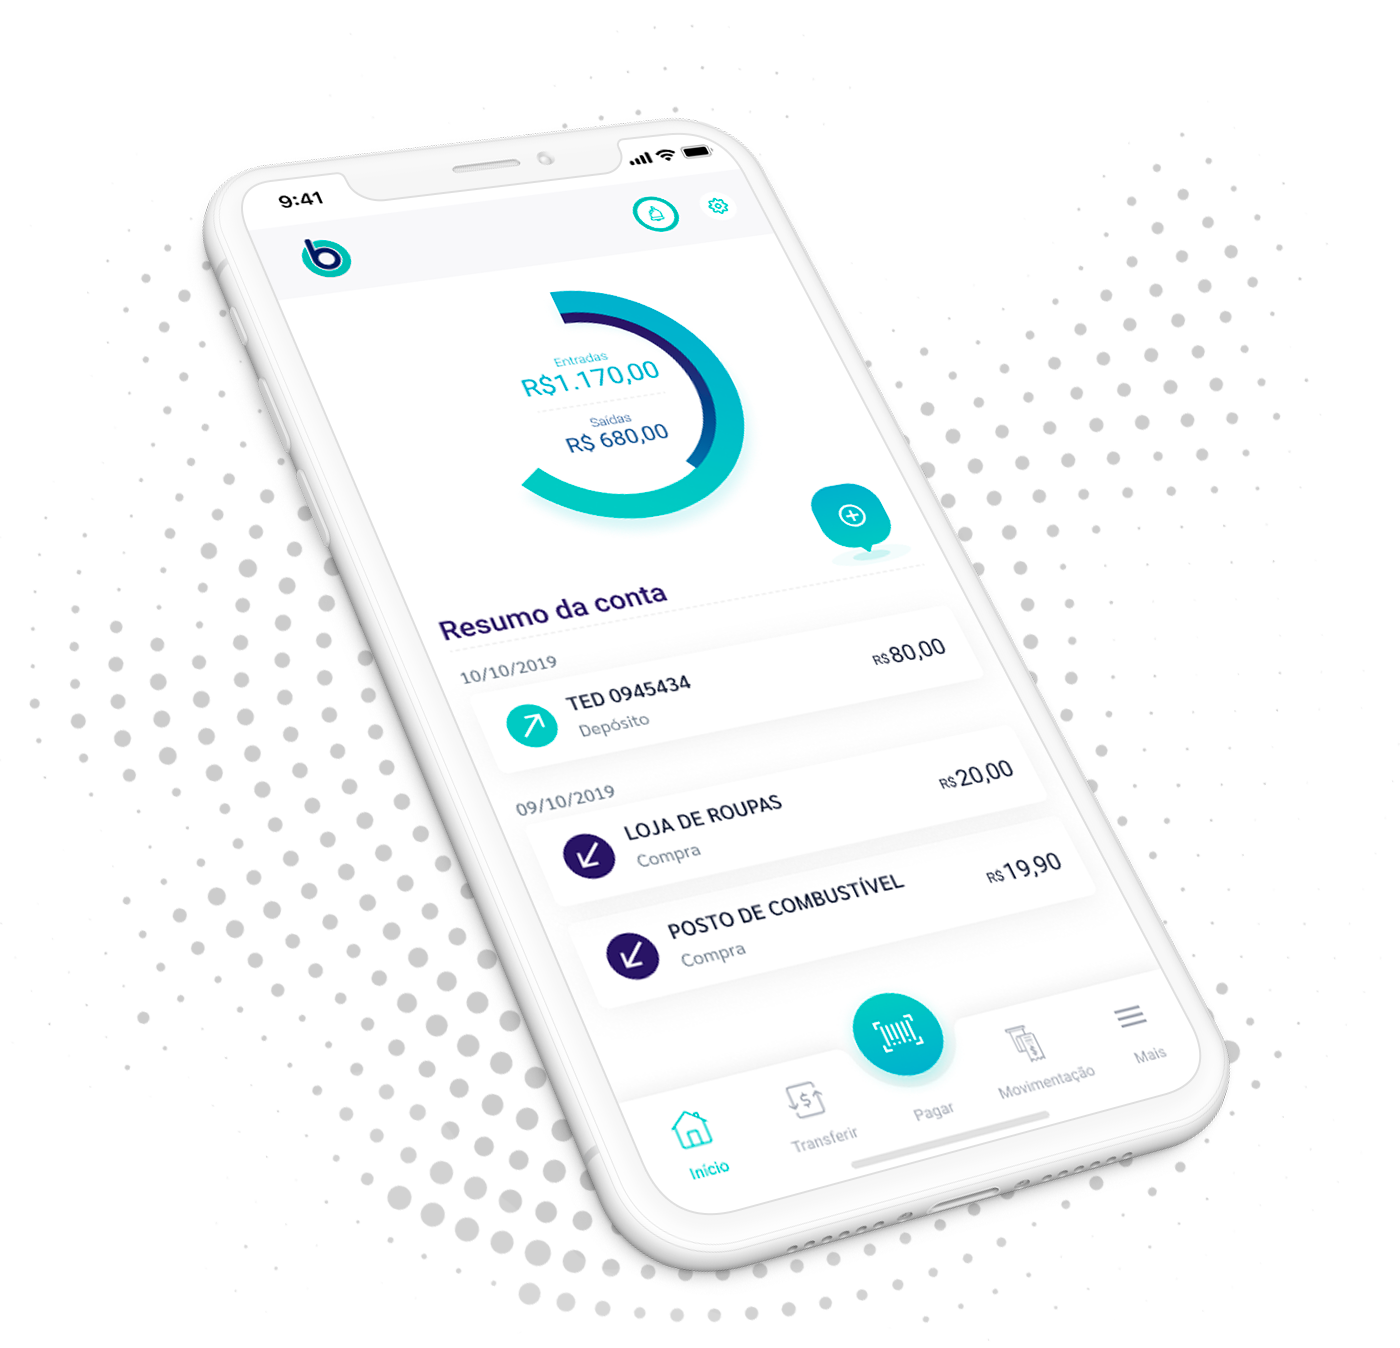 9:41
b
Entradas
R$1.170,00
Saídas
R$ 680,00
Resumo da conta
10/10/2019
TED 0945434
R$80,00
Depósito
09/10/2019
LOJA DE ROUPAS
R$20,00
Compra
POSTO DE COMBUSTÍVEL
R$19,90
Compra
Início
Transferir
Pagar
Movimentação
Mais